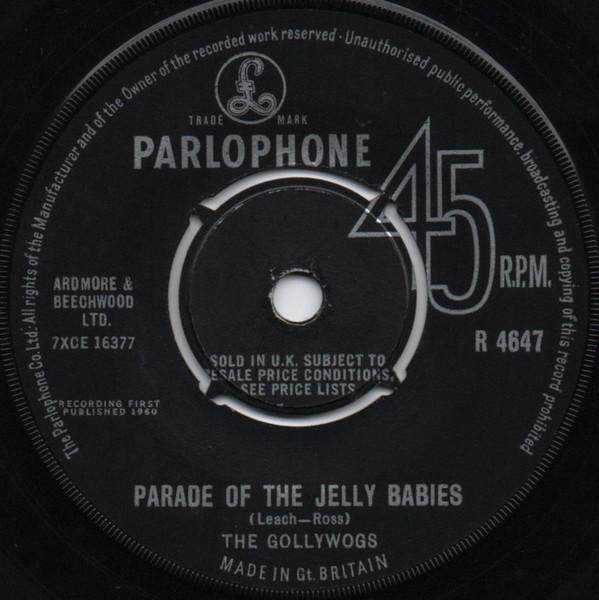 The Parlophone Co. Ltd. All rights of the Manufacturer and of the Owner of the recorded work reserved · Unauthorised public performance, broadcasting and copying of this record prohibited
£
TRADE MARK
PARLOPHONE
45
R.P.M.
ARDMORE &
BEECHWOOD
LTD.
7XCE 16377
R 4647
SOLD IN U.K. SUBJECT TO
RESALE PRICE CONDITIONS,
SEE PRICE LISTS
RECORDING FIRST
PUBLISHED 1960
PARADE OF THE JELLY BABIES
(Leach—Ross)
THE GOLLYWOGS
MADE IN Gt. BRITAIN